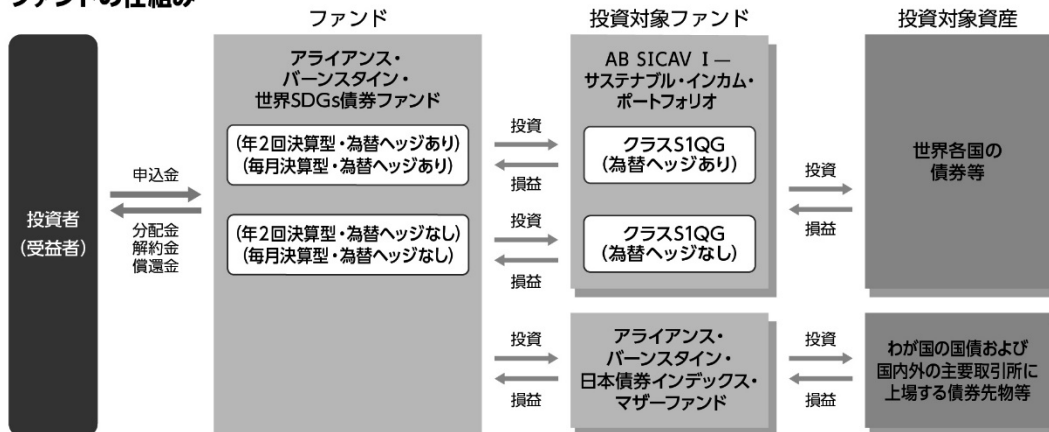 ファンドの仕組み
ファンド
投資対象ファンド
投資対象資産
投資者
(受益者)
申込金
分配金
解約金
償還金
アライアンス・
バーンスタイン・
世界SDGs債券ファンド
(年2回決算型・為替ヘッジあり)
(毎月決算型・為替ヘッジあり)
(年2回決算型・為替ヘッジなし)
(毎月決算型・為替ヘッジなし)
投資
損益
投資
損益
投資
損益
AB SICAV Ⅰ―
サステナブル・インカム・
ポートフォリオ
クラスS1QG
(為替ヘッジあり)
クラスS1QG
(為替ヘッジなし)
アライアンス・
バーンスタイン・
日本債券インデックス・
マザーファンド
投資
損益
投資
損益
世界各国の
債券等
わが国の国債および
国内外の主要取引所に
上場する債券先物等